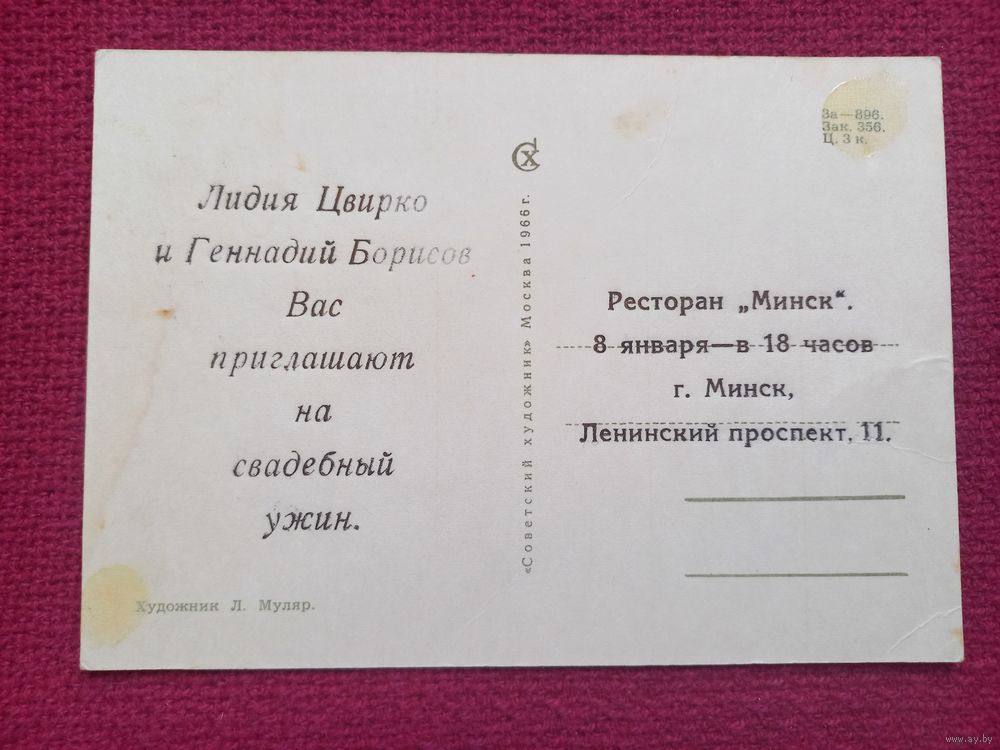 Лидия Цвирко
и Геннадий Борисов
Вас
приглашают
на
свадебный
ужин.
Художник Л. Муляр.
«Советский художник» Москва 1966 г.
СХ
За—896.
Зак. 356.
Ц. 3 к.
Ресторан „Минск“.
8 января—в 18 часов
г. Минск,
Ленинский проспект, 11.
www.ay.by